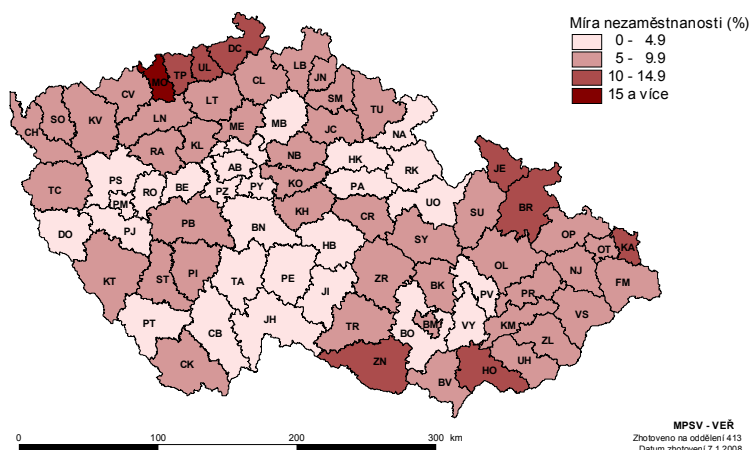 Míra nezaměstnanosti (%)
0 - 4.9
5 - 9.9
10 - 14.9
15 a více
DC
UL
TP
MO
LB
JN
CL
CV
LT
SM
TU
LN
SO
KV
CH
ME
MB
JC
NA
RA
KL
NB
HK
RK
JE
TC
PS
RO
BE
AB
PZ
PY
KO
PA
UO
SU
BR
PM
DO
PJ
PB
KH
CR
BN
SY
OP
OT
KA
HB
OL
NJ
FM
KT
ST
PI
TA
PE
JI
ZR
BK
PV
PR
VS
PT
CB
JH
TR
BO
BM
VY
KM
ZL
CK
ZN
HO
UH
BV
0 100 200 300 km
MPSV - VEŘ
Zhotoveno na oddělení 413
Datum zhotovení 7.1.2008